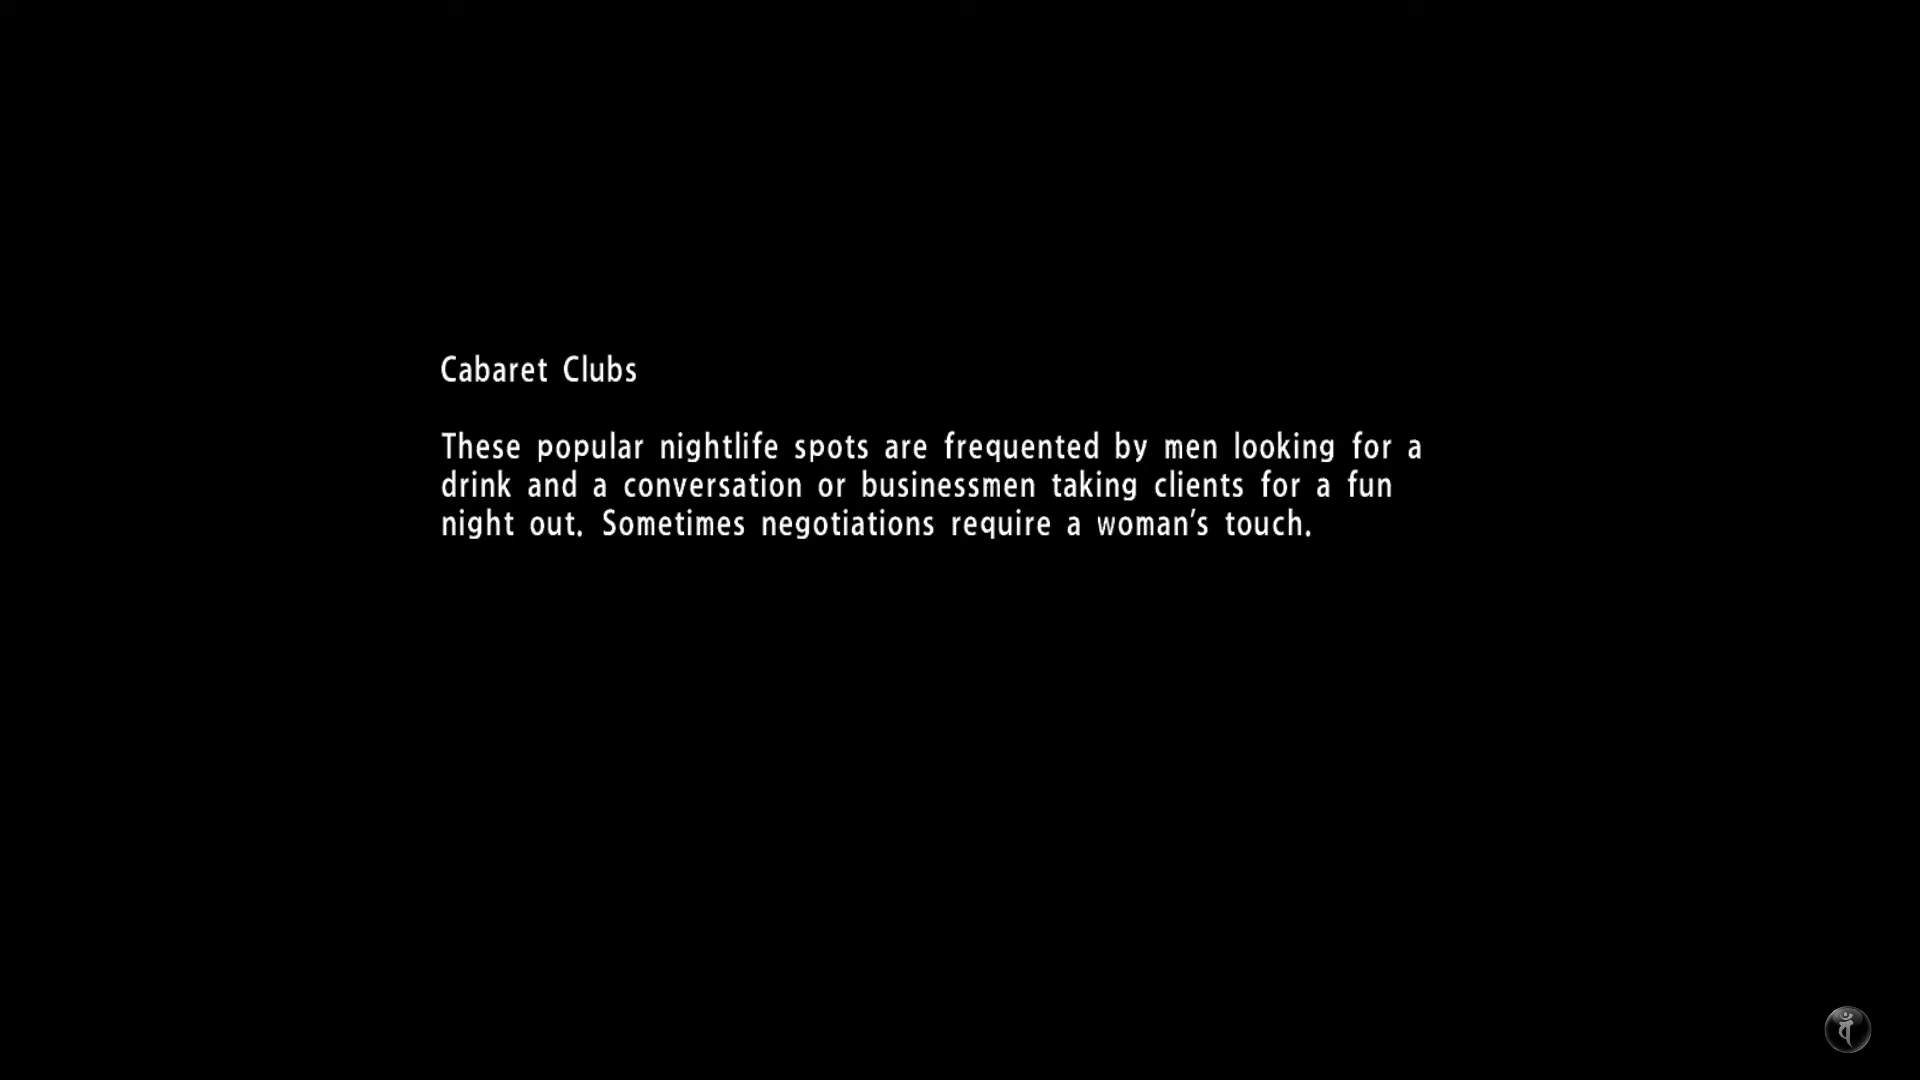 Cabaret Clubs
These popular nightlife spots are frequented by men looking for a
drink and a conversation or businessmen taking clients for a fun
night out. Sometimes negotiations require a woman's touch.